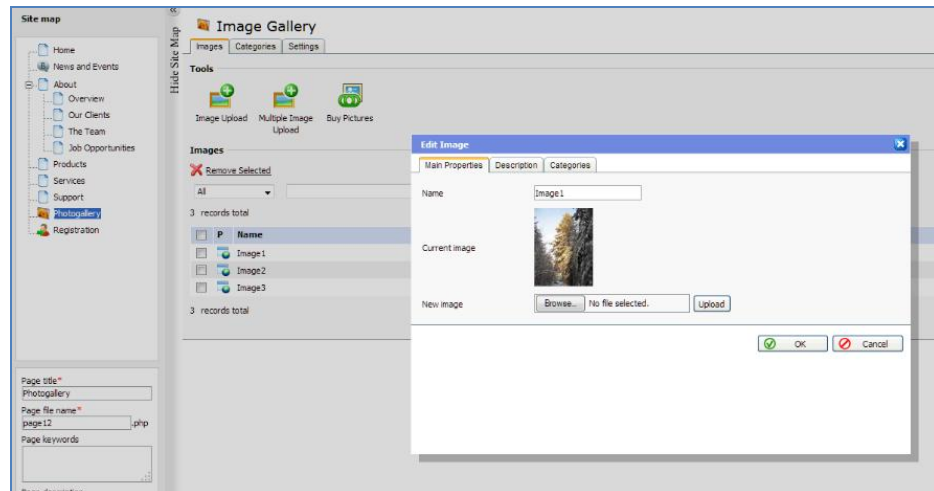 Site map
Home
News and Events
About
Overview
Our Clients
The Team
Job Opportunities
Products
Services
Support
Photogallery
Registration
Page title*
Photogallery
Page file name*
page12 .php
Page keywords
Hide Site Map
Image Gallery
Images Categories Settings
Tools
Image Upload Multiple Image Upload Buy Pictures
Images
Remove Selected
All
3 records total
P Name
Image1
Image2
Image3
3 records total
Edit Image
Main Properties Description Categories
Name Image1
Current image
New image Browse... No file selected. Upload
OK Cancel